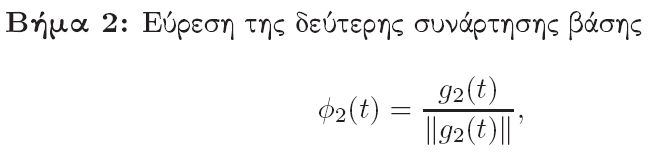 Βήμα 2: Εύρεση της δεύτερης συνάρτησης βάσης
ϕ₂(t) = g₂(t) / ‖g₂(t)‖,